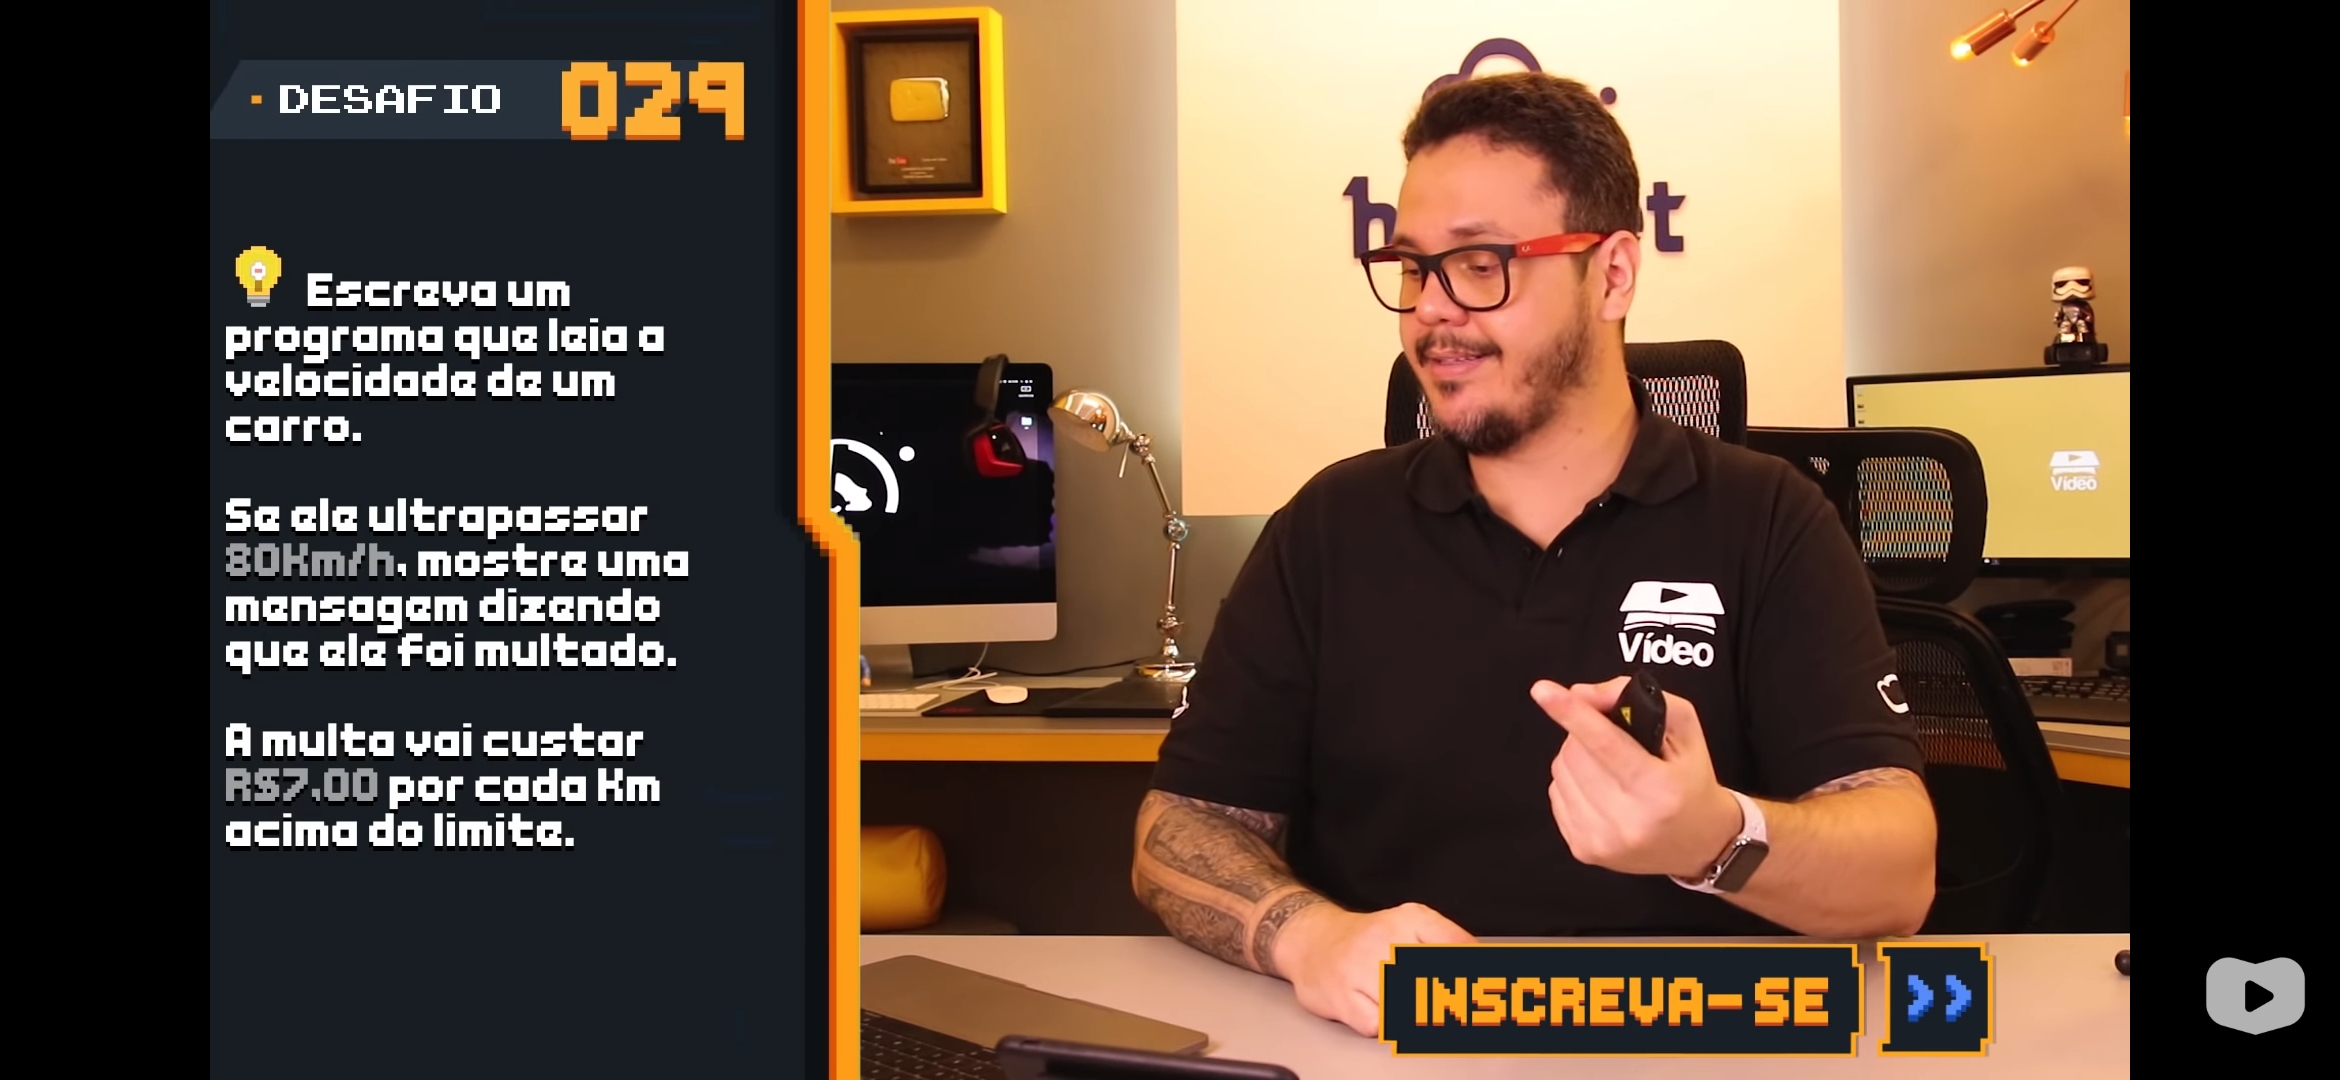 DESAFIO 029
Escreva um
programa que leia a
velocidade de um
carro.
Se ele ultrapassar
80Km/h, mostre uma
mensagem dizendo
que ele foi multado.
A multa vai custar
R$7,00 por cada Km
acima do limite.
Vídeo
Vídeo
INSCREVA-SE